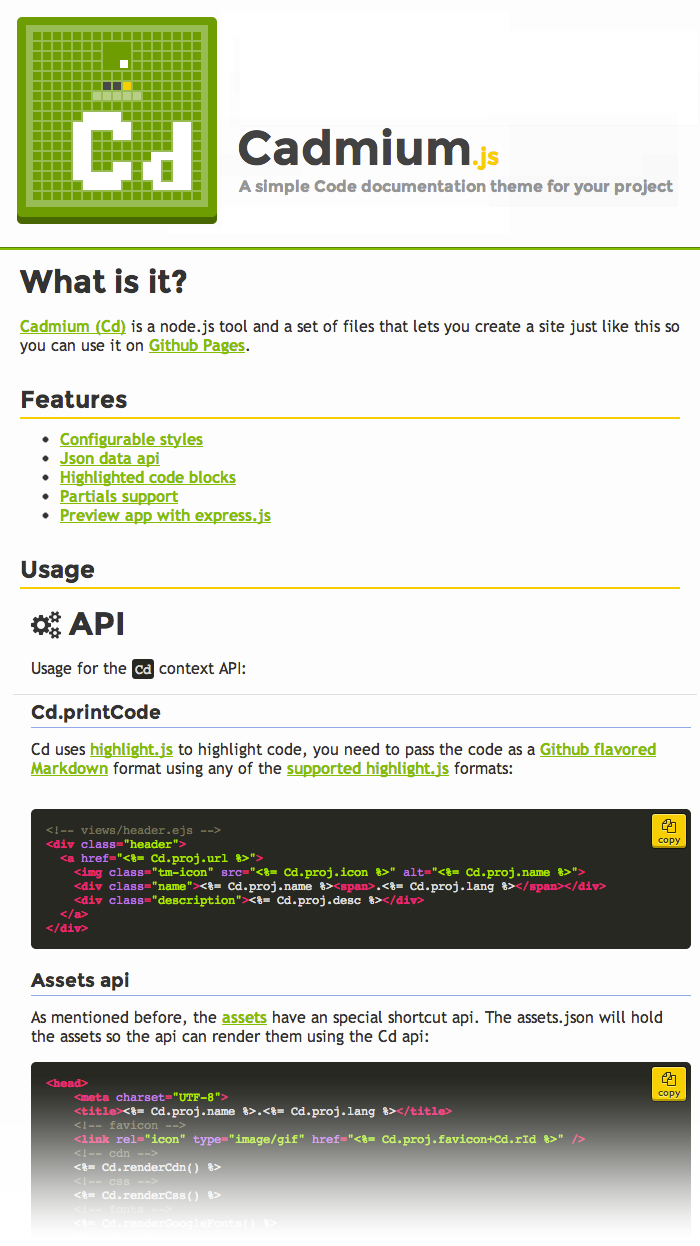 Cd
Cadmium.js
A simple Code documentation theme for your project
What is it?
Cadmium (Cd) is a node.js tool and a set of files that lets you create a site just like this so
you can use it on Github Pages.
Features
Configurable styles
Json data api
Highlighted code blocks
Partials support
Preview app with express.js
Usage
API
Usage for the Cd context API:
Cd.printCode
Cd uses highlight.js to highlight code, you need to pass the code as a Github flavored
Markdown format using any of the supported highlight.js formats:
copy
<!-- views/header.ejs -->
<div class="header">
  <a href="<%= Cd.proj.url %>">
    <img class="tm-icon" src="<%= Cd.proj.icon %>" alt="<%= Cd.proj.name %>">
    <div class="name"><%= Cd.proj.name %><span>.<%= Cd.proj.lang %></span></div>
    <div class="description"><%= Cd.proj.desc %></div>
  </a>
</div>
Assets api
As mentioned before, the assets have an special shortcut api. The assets.json will hold
the assets so the api can render them using the Cd api:
copy
<head>
    <meta charset="UTF-8">
    <title><%= Cd.proj.name %>.<%= Cd.proj.lang %></title>
    <!-- favicon -->
    <link rel="icon" type="image/gif" href="<%= Cd.proj.favicon+Cd.rId %>" />
    <!-- cdn -->
    <%= Cd.renderCdn() %>
    <!-- css -->
    <%= Cd.renderCss() %>
    <!-- fonts -->
    <%= Cd.renderGoogleFonts() %>